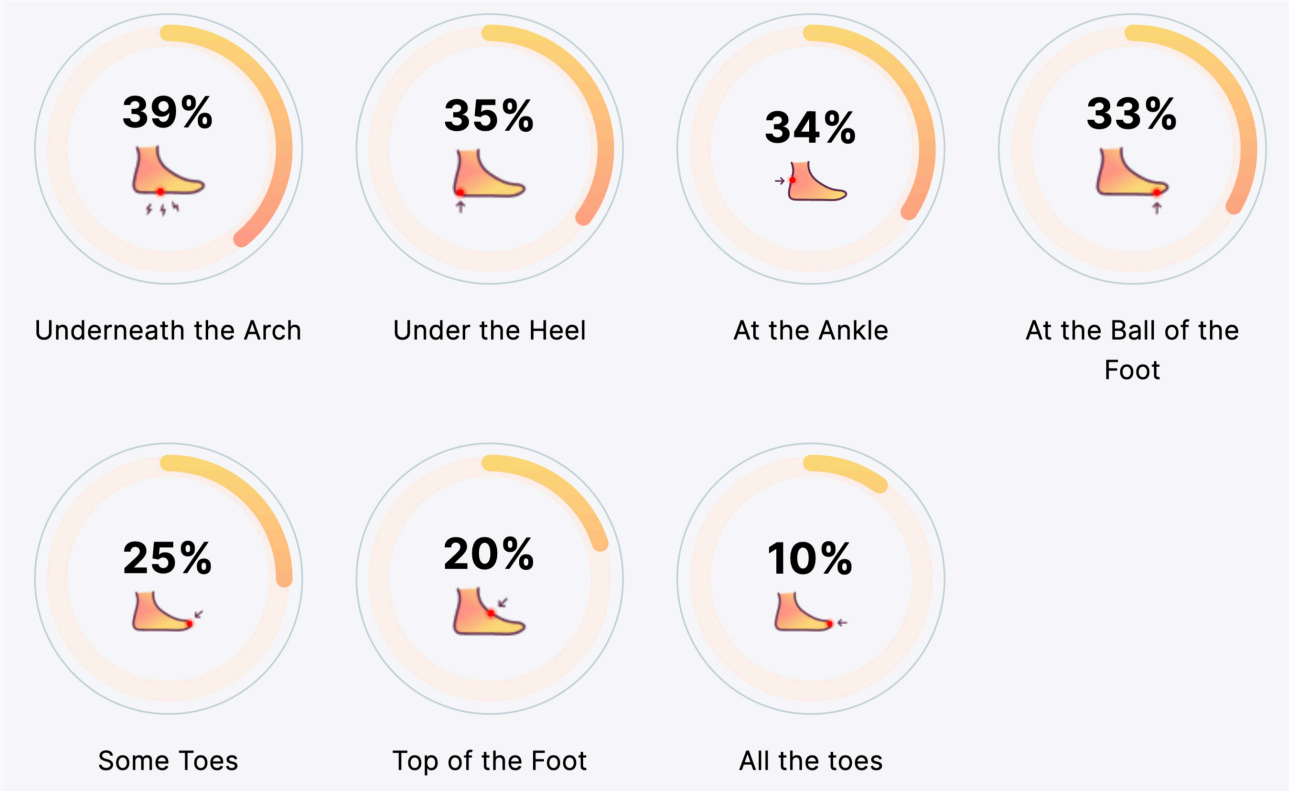 39%
35%
34%
33%
Underneath the Arch
Under the Heel
At the Ankle
At the Ball of the
Foot
25%
20%
10%
Some Toes
Top of the Foot
All the toes